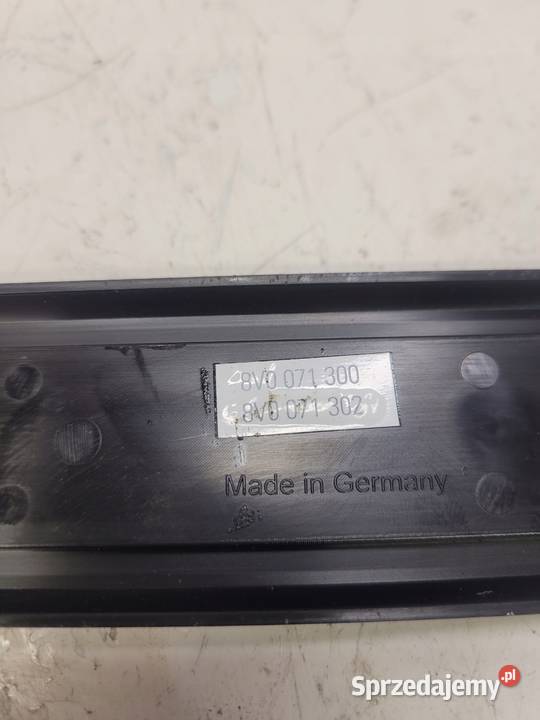 8V0 071 300
8V0 071 302
Made in Germany
Sprzedajemy.pl